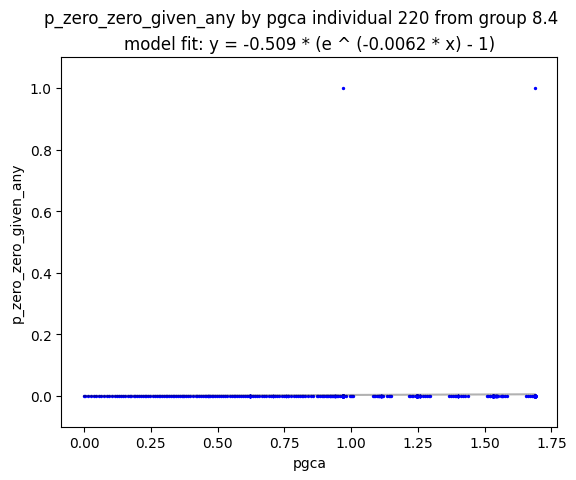 p_zero_zero_given_any by pgca individual 220 from group 8.4
model fit: y = -0.509 * (e ^ (-0.0062 * x) - 1)
1.0
0.8
0.6
0.4
0.2
0.0
p_zero_zero_given_any
0.00 0.25 0.50 0.75 1.00 1.25 1.50 1.75
pgca